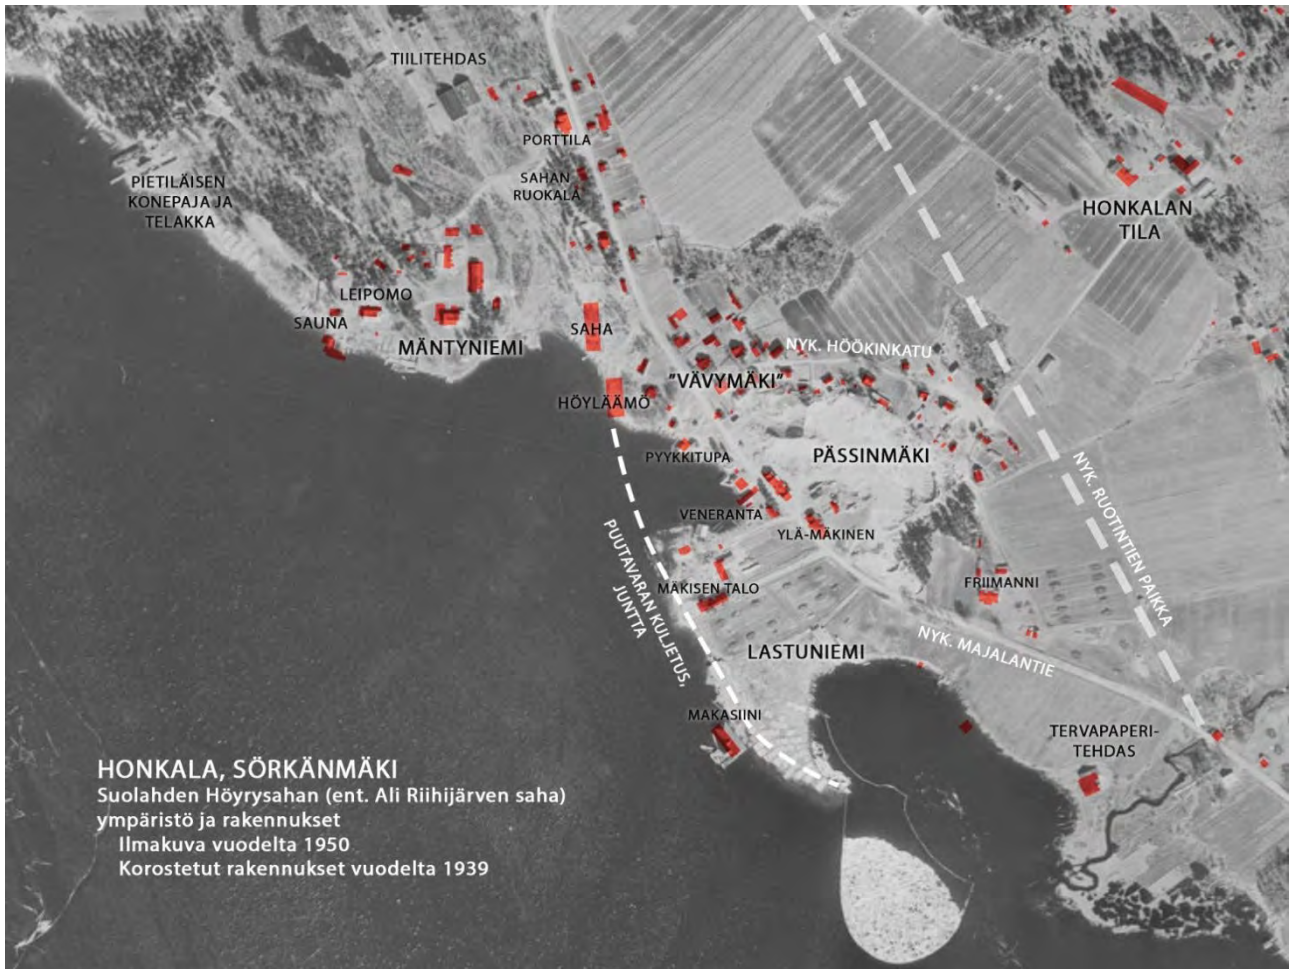 TIILITEHDAS
PORTTILA
SAHAN
RUOKALA
PIETILÄISEN
KONEPAJA JA
TELAKKA
HONKALAN
TILA
LEIPOMO
SAUNA
MÄNTYNIEMI
SAHA
NYK. HÖÖKINKATU
"VÄVYMÄKI"
HÖYLÄÄMÖ
PYYKKITUPA
PÄSSINMÄKI
NYK. RUOTINTIEN PAIKKA
VENERANTA
YLÄ-MÄKINEN
PUUTAVARAN KULJETUS,
JUNTTA
MÄKISEN TALO
FRIIMANNI
LASTUNIEMI
NYK. MAJALANTIE
MAKASIINI
TERVAPAPERI-
TEHDAS
HONKALA, SÖRKÄNMÄKI
Suolahden Höyrysahan (ent. Ali Riihijärven saha)
ympäristö ja rakennukset
Ilmakuva vuodelta 1950
Korostetut rakennukset vuodelta 1939